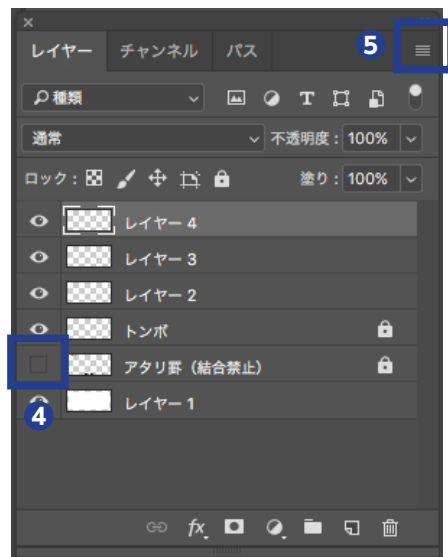 レイヤー チャンネル パス 5
種類
通常 不透明度: 100%
ロック: 塗り: 100%
レイヤー 4
レイヤー 3
レイヤー 2
トンボ
アタリ罫（結合禁止）
4 レイヤー 1
fx